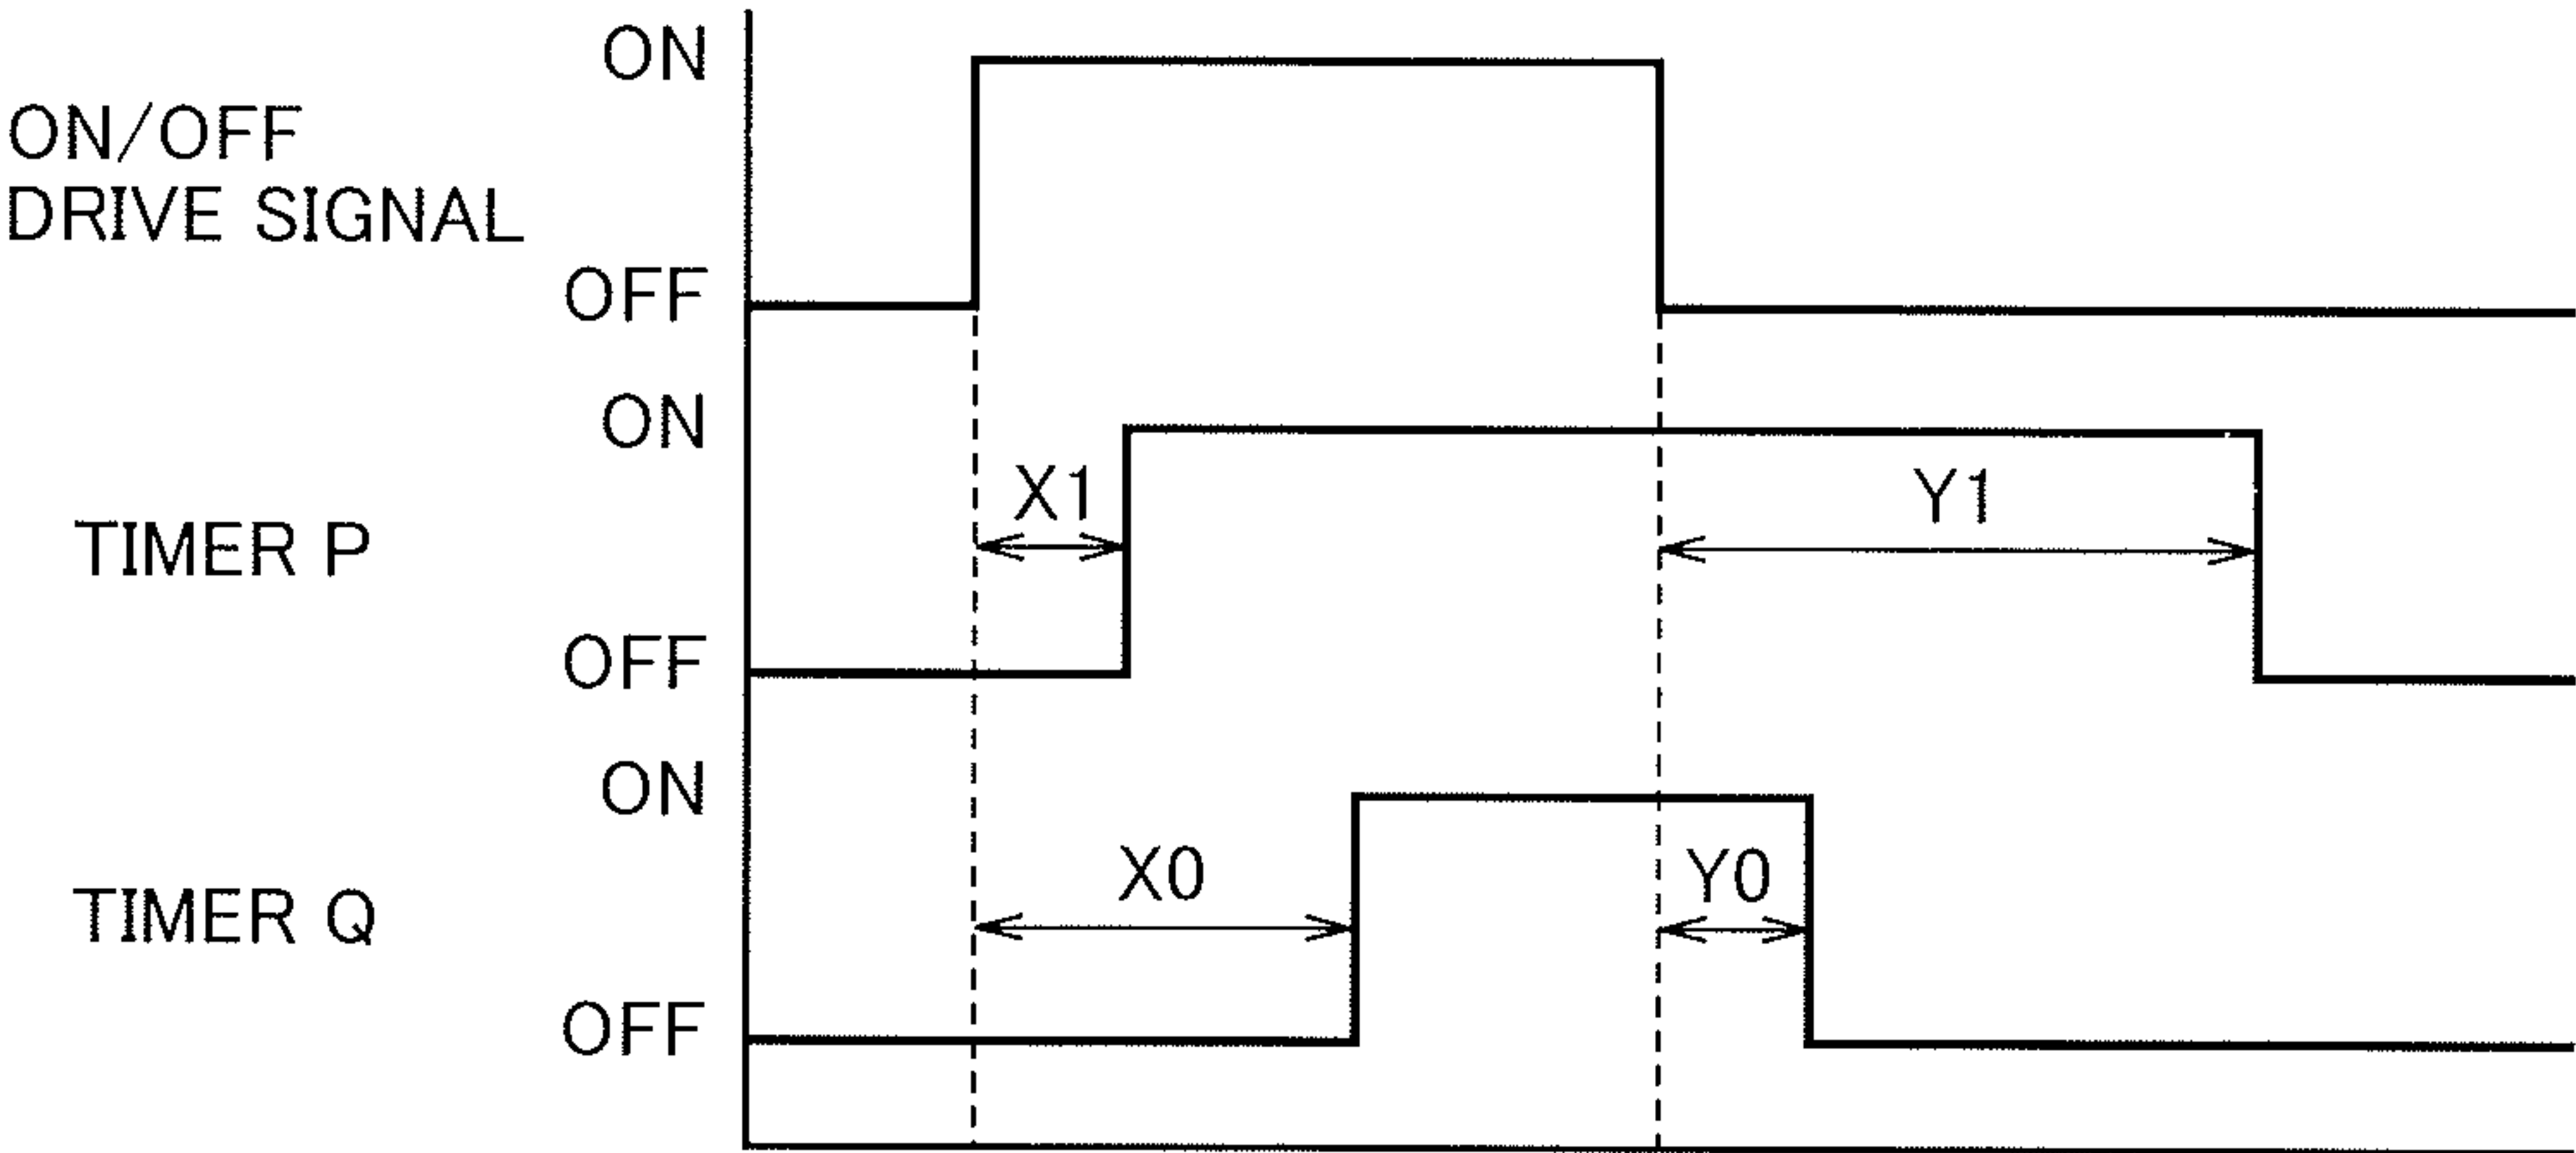 ON
ON/OFF
DRIVE SIGNAL
OFF
ON
X1
Y1
TIMER P
OFF
ON
X0
Y0
TIMER Q
OFF